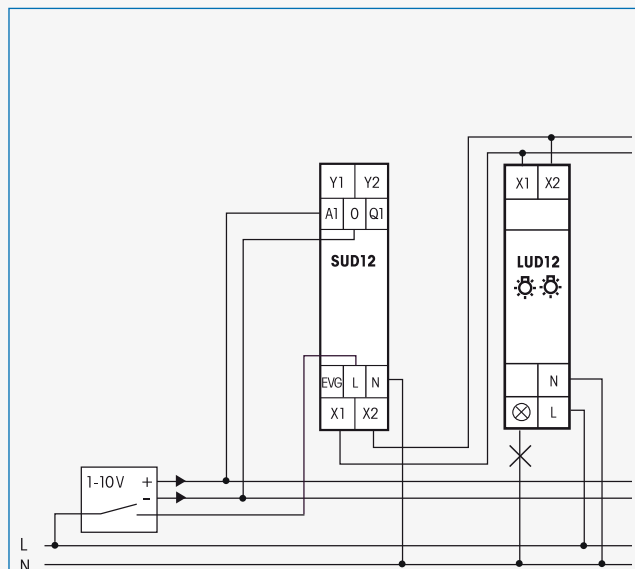 Y1 Y2
X1 X2
A1 0 Q1
SUD12
LUD12
EVG L N
N
X1 X2
L
1-10V +
-
L
N